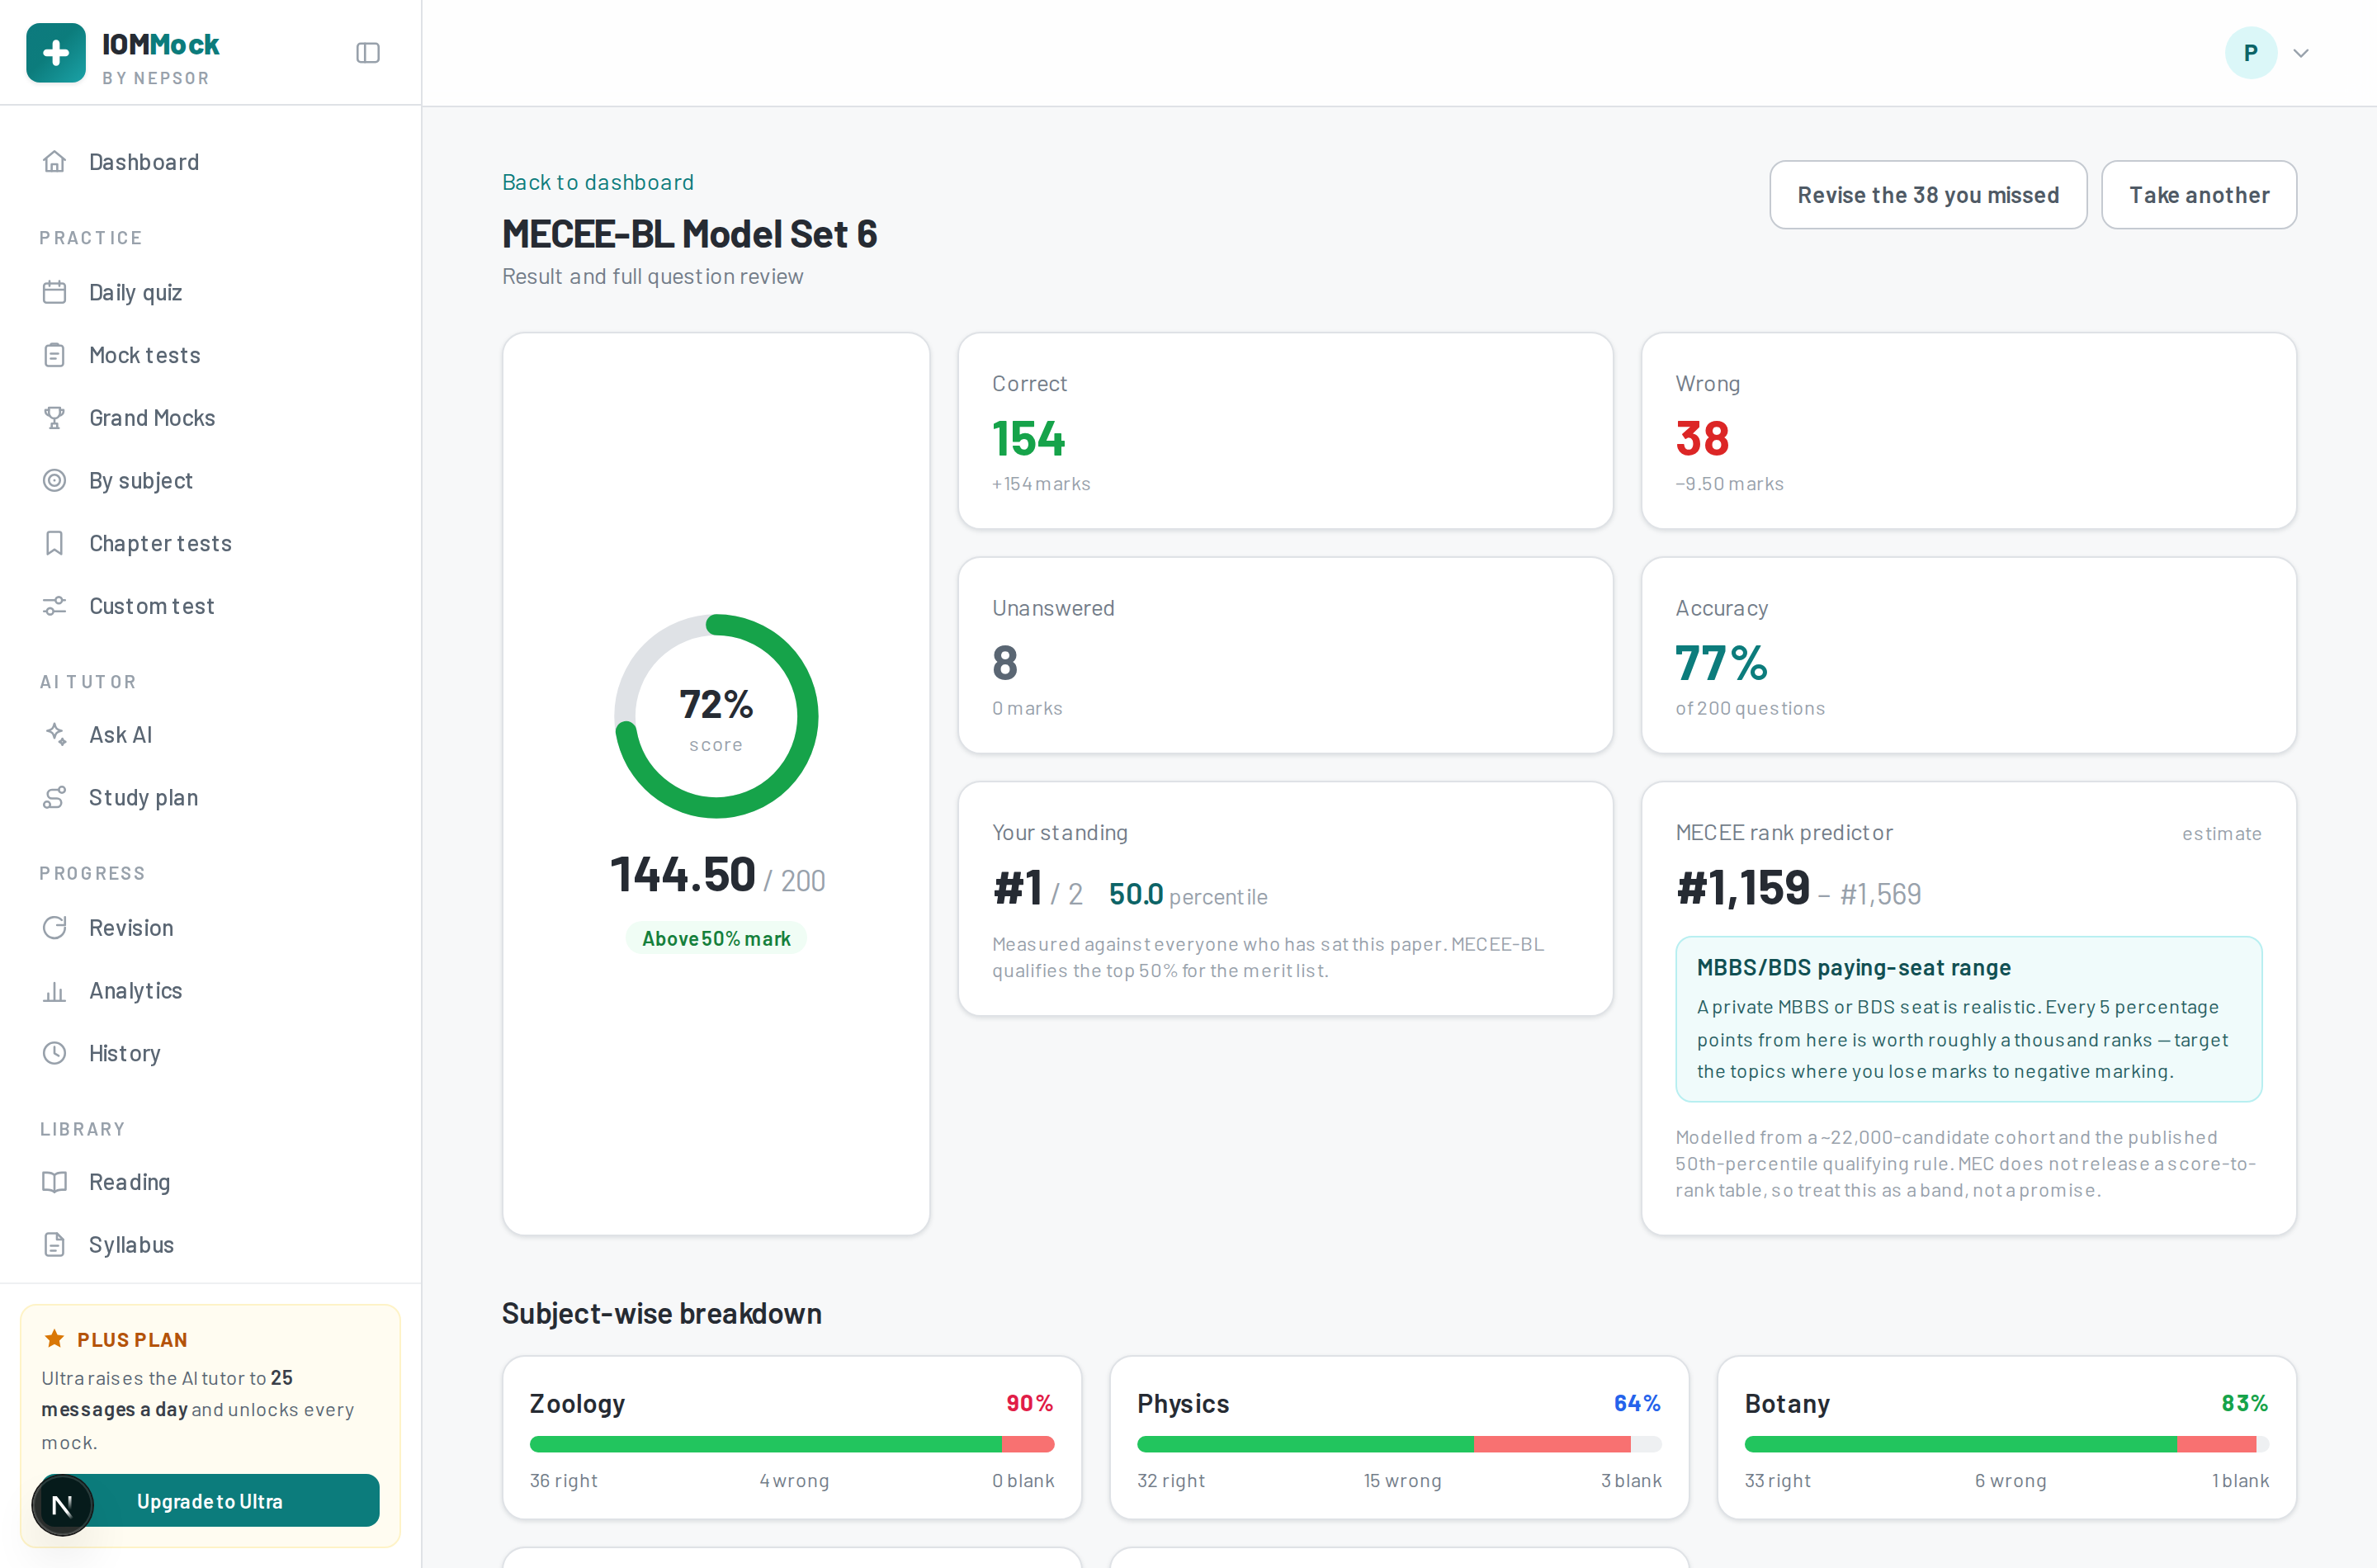 IOMMock
BY NEPSOR
P
Dashboard
PRACTICE
Daily quiz
Mock tests
Grand Mocks
By subject
Chapter tests
Custom test
AI TUTOR
Ask AI
Study plan
PROGRESS
Revision
Analytics
History
LIBRARY
Reading
Syllabus
PLUS PLAN
Ultra raises the AI tutor to 25
messages a day and unlocks every
mock.
N
Upgrade to Ultra
Back to dashboard
MECEE-BL Model Set 6
Result and full question review
Revise the 38 you missed
Take another
72%
score
144.50 / 200
Above 50% mark
Correct
154
+154 marks
Wrong
38
−9.50 marks
Unanswered
8
0 marks
Accuracy
77%
of 200 questions
Your standing
#1 / 2 50.0 percentile
Measured against everyone who has sat this paper. MECEE-BL
qualifies the top 50% for the merit list.
MECEE rank predictor
estimate
#1,159 – #1,569
MBBS/BDS paying-seat range
A private MBBS or BDS seat is realistic. Every 5 percentage
points from here is worth roughly a thousand ranks — target
the topics where you lose marks to negative marking.
Modelled from a ~22,000-candidate cohort and the published
50th-percentile qualifying rule. MEC does not release a score-to-
rank table, so treat this as a band, not a promise.
Subject-wise breakdown
Zoology
90%
36 right
4 wrong
0 blank
Physics
64%
32 right
15 wrong
3 blank
Botany
83%
33 right
6 wrong
1 blank